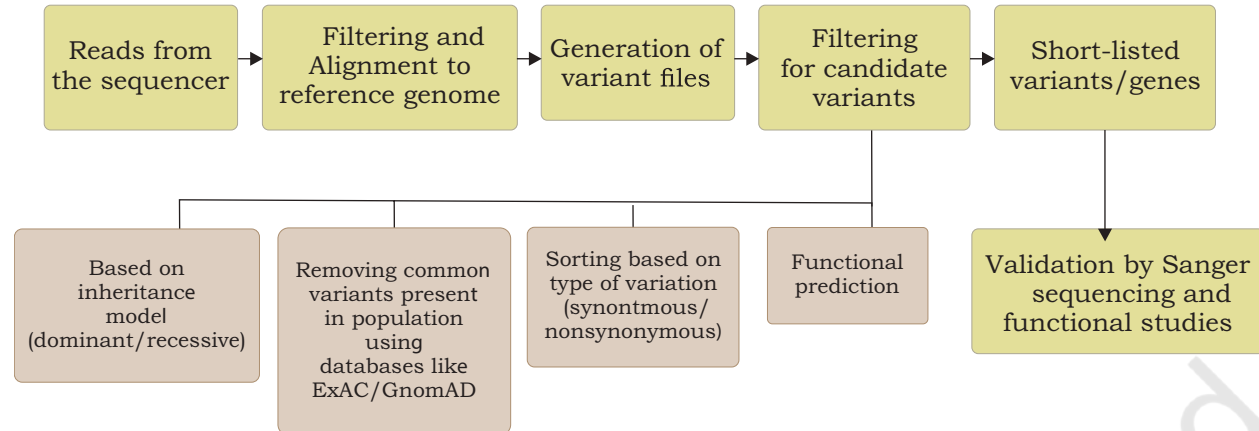 Reads from
the sequencer
Filtering and
Alignment to
reference genome
Generation of
variant files
Filtering
for candidate
variants
Short-listed
variants/genes
Based on
inheritance
model
(dominant/recessive)
Removing common
variants present
in population
using
databases like
ExAC/GnomAD
Sorting based on
type of variation
(synontmous/
nonsynonymous)
Functional
prediction
Validation by Sanger
sequencing and
functional studies
d